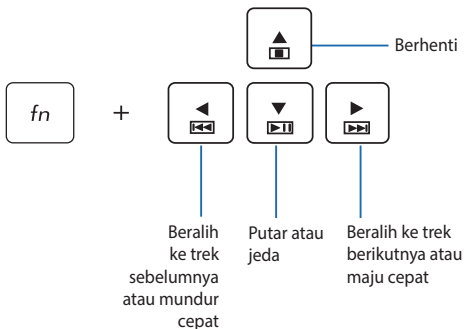 Berhenti
fn
+
Beralih
ke trek
sebelumnya
atau mundur
cepat
Putar atau
jeda
Beralih ke trek
berikutnya atau
maju cepat